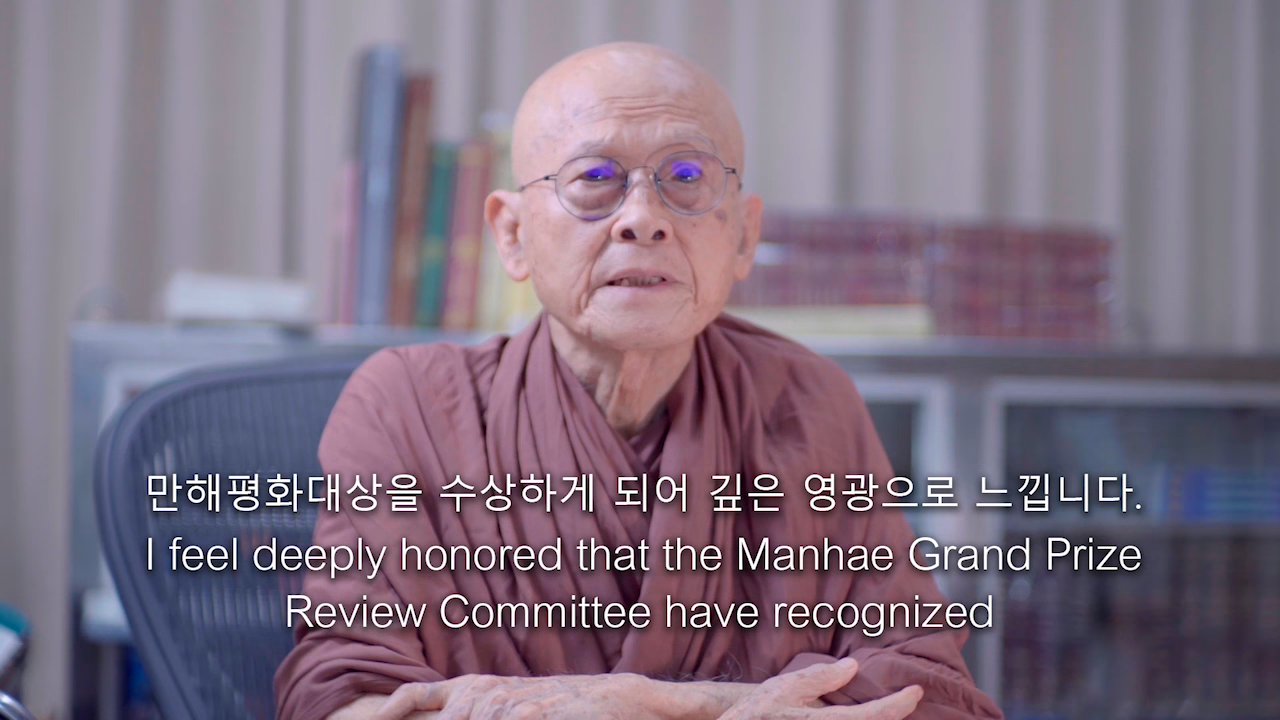 만해평화대상을 수상하게 되어 깊은 영광으로 느낍니다.
I feel deeply honored that the Manhae Grand Prize
Review Committee have recognized